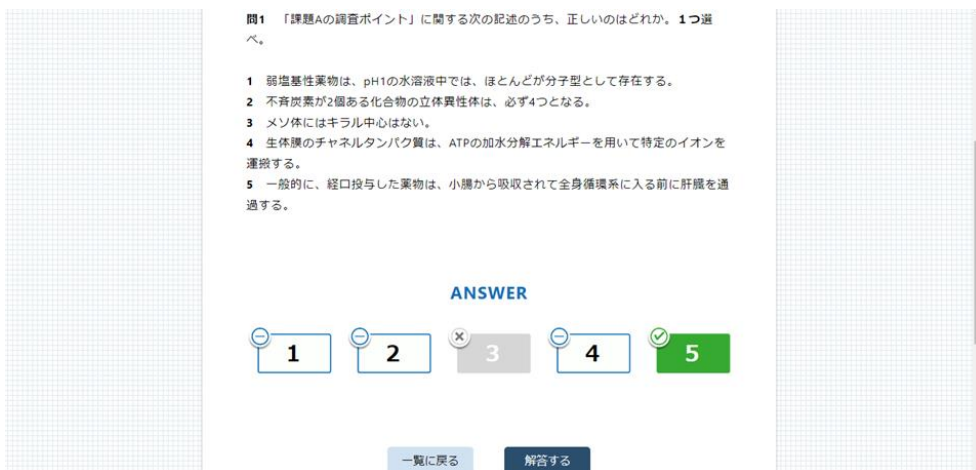 問1 「課題Aの調査ポイント」に関する次の記述のうち、正しいのはどれか。1つ選
べ。
1 弱塩基性薬物は、pH1の水溶液中では、ほとんどが分子型として存在する。
2 不斉炭素が2個ある化合物の立体異性体は、必ず4つとなる。
3 メソ体にはキラル中心はない。
4 生体膜のチャネルタンパク質は、ATPの加水分解エネルギーを用いて特定のイオンを
運搬する。
5 一般的に、経口投与した薬物は、小腸から吸収されて全身循環系に入る前に肝臓を通
過する。
ANSWER
1 2 3 4 5
一覧に戻る 解答する